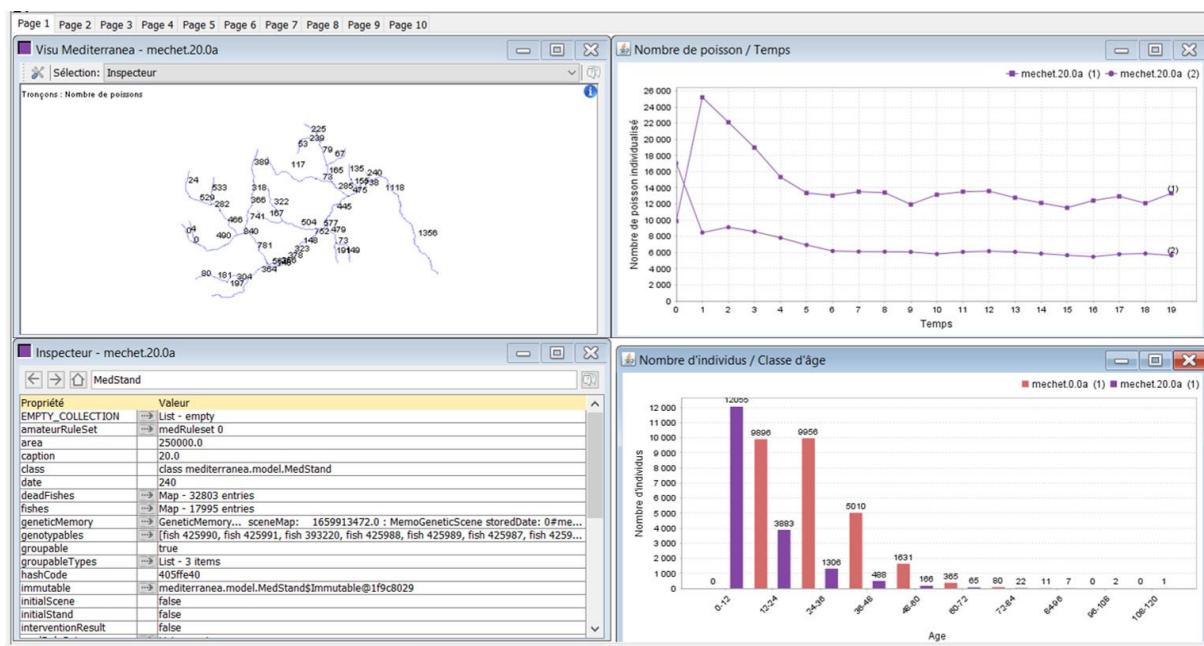 Page 1 Page 2 Page 3 Page 4 Page 5 Page 6 Page 7 Page 8 Page 9 Page 10
Visu Mediterranea - mechet.20.0a
Sélection: Inspecteur
Tronçons : Nombre de poissons
225
239
53
79
67
389
117
165
135
240
73
285
155
475
1118
24
533
529
282
318
366
322
741
167
445
466
504
577
0
490
840
752
479
1356
781
148
73
323
378
364
80
181
304
197
Nombre de poisson / Temps
mechet.20.0a (1) mechet.20.0a (2)
Nombre de poisson individualisé
26 000
24 000
22 000
20 000
18 000
16 000
14 000
12 000
10 000
8 000
6 000
4 000
2 000
0
(1)
(2)
0 1 2 3 4 5 6 7 8 9 10 11 12 13 14 15 16 17 18 19
Temps
Inspecteur - mechet.20.0a
MedStand
Propriété Valeur
EMPTY_COLLECTION List - empty
amateurRuleSet medRuleset 0
area 250000.0
caption 20.0
class class mediterranea.model.MedStand
date 240
deadFishes Map - 32803 entries
fishes Map - 17995 entries
geneticMemory GeneticMemory... sceneMap: 1659913472.0 : MemoGeneticScene storedDate: 0#me...
genotypables [fish 425990, fish 425991, fish 393220, fish 425988, fish 425989, fish 425987, fish 4259...
groupable true
groupableTypes List - 3 items
hashCode 405ffe40
immutable mediterranea.model.MedStand$Immutable@1f9c8029
initialScene false
initialStand false
interventionResult false
Nombre d'individus / Classe d'âge
mechet.0.0a (1) mechet.20.0a (1)
Nombre d'individus
12 000
11 000
10 000
9 000
8 000
7 000
6 000
5 000
4 000
3 000
2 000
1 000
0
0 12055 9896 3883 9956 1306 5010 488 1631 166 365 65 80 22 11 7 0 2 0 1
0-12 12-24 24-36 36-48 48-60 60-72 72-84 84-96 96-108 108-120
Age